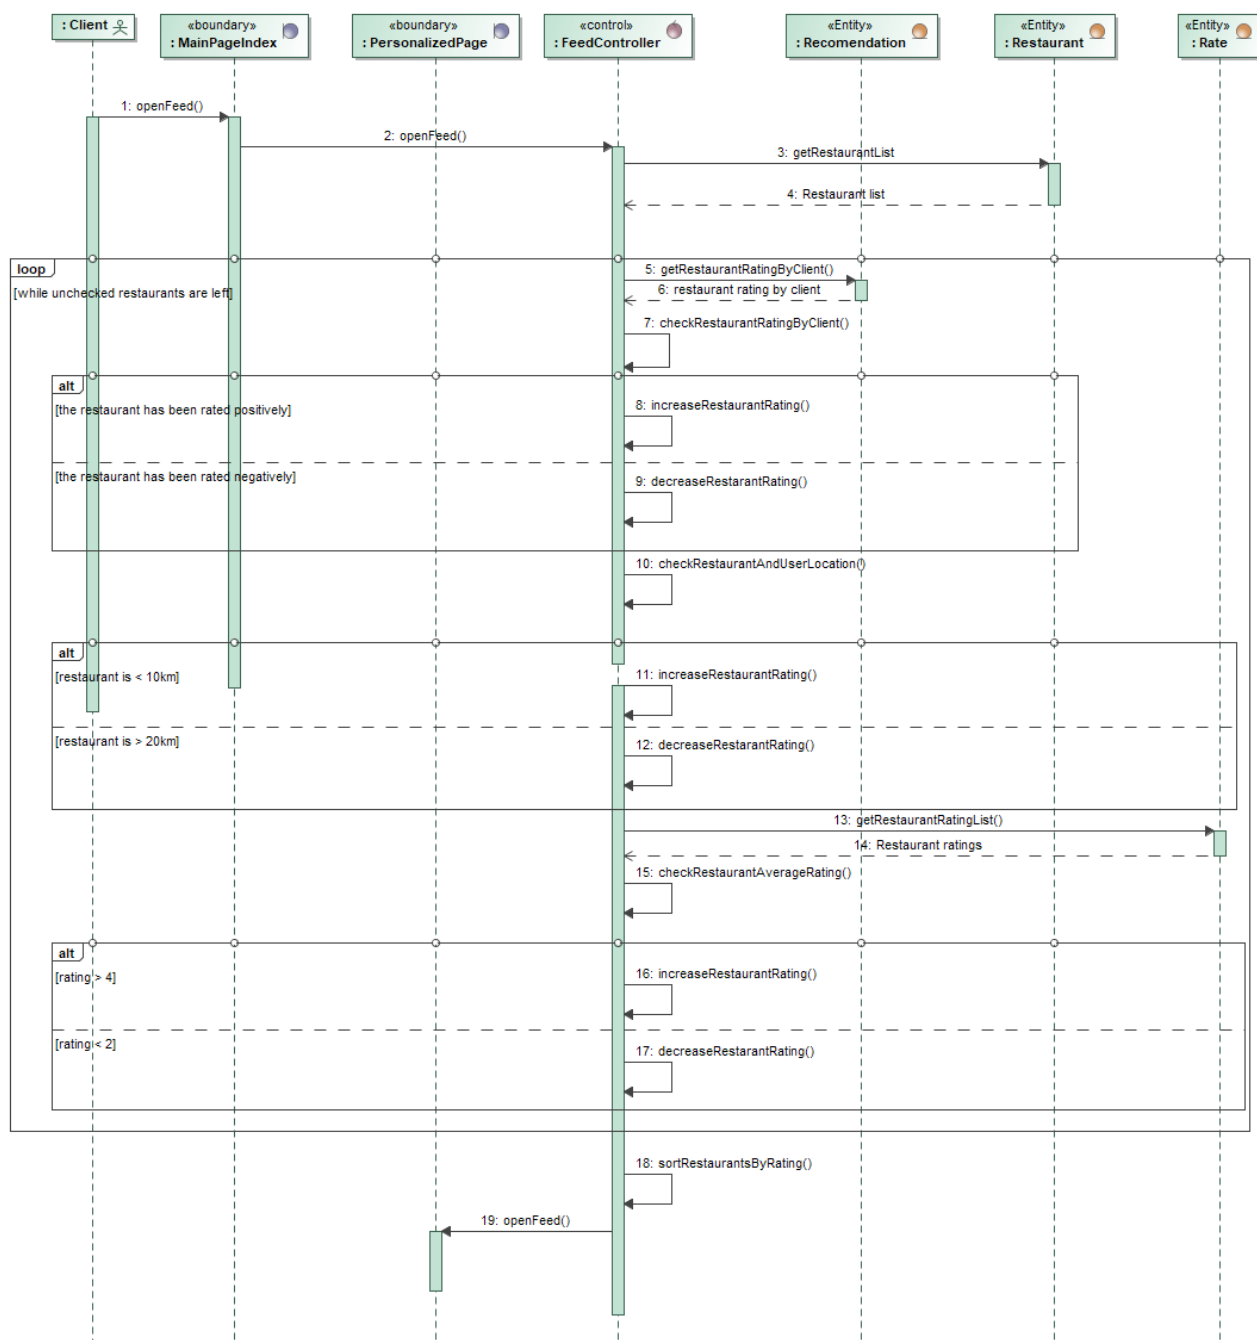 : Client
«boundary»
: MainPageIndex
«boundary»
: PersonalizedPage
«control»
: FeedController
«Entity»
: Recomendation
«Entity»
: Restaurant
«Entity»
: Rate
1: openFeed()
2: openFeed()
3: getRestaurantList
4: Restaurant list
loop
[while unchecked restaurants are left]
5: getRestaurantRatingByClient()
6: restaurant rating by client
7: checkRestaurantRatingByClient()
alt
[the restaurant has been rated positively]
8: increaseRestaurantRating()
[the restaurant has been rated negatively]
9: decreaseRestarantRating()
10: checkRestaurantAndUserLocation()
alt
[restaurant is < 10km]
11: increaseRestaurantRating()
[restaurant is > 20km]
12: decreaseRestarantRating()
13: getRestaurantRatingList()
14: Restaurant ratings
15: checkRestaurantAverageRating()
alt
[rating > 4]
16: increaseRestaurantRating()
[rating < 2]
17: decreaseRestarantRating()
18: sortRestaurantsByRating()
19: openFeed()